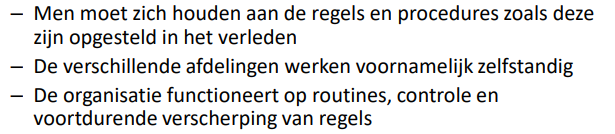 – Men moet zich houden aan de regels en procedures zoals deze
zijn opgesteld in het verleden
– De verschillende afdelingen werken voornamelijk zelfstandig
– De organisatie functioneert op routines, controle en
voortdurende verscherping van regels